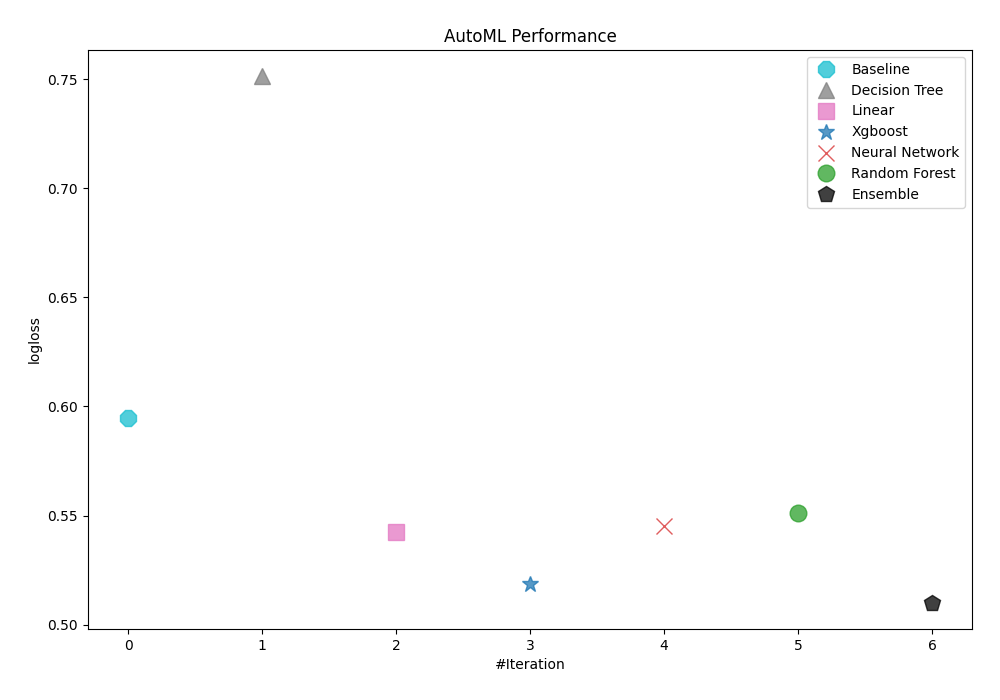 AutoML Performance
Baseline
Decision Tree
Linear
Xgboost
Neural Network
Random Forest
Ensemble
logloss
0.75
0.70
0.65
0.60
0.55
0.50
0 1 2 3 4 5 6
#Iteration